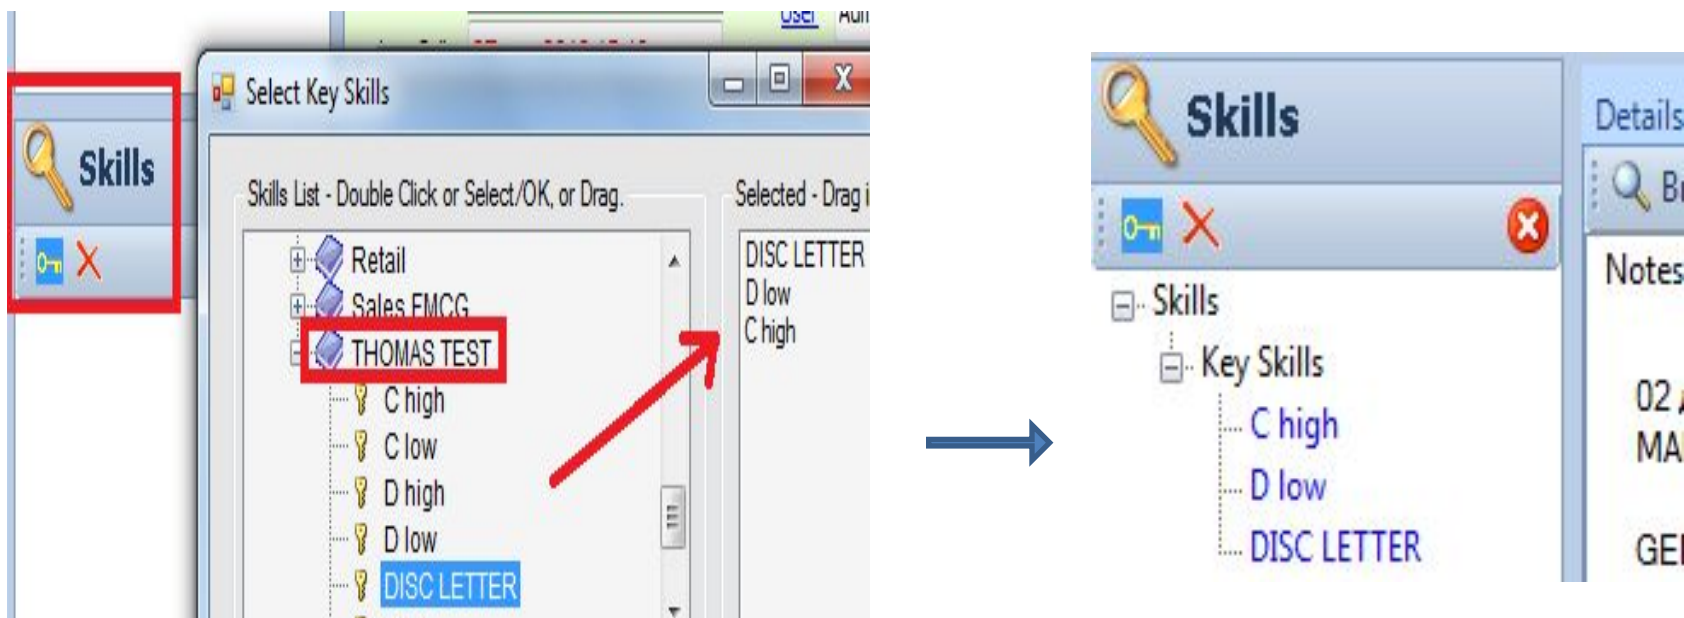 User
Select Key Skills
X
Skills
Skills List - Double Click or Select/OK, or Drag.
Retail
Sales FMCG
THOMAS TEST
C high
C low
D high
D low
DISC LETTER
Selected - Drag i
DISC LETTER
D low
C high
Skills
Skills
Key Skills
C high
D low
DISC LETTER
Details
Notes
02